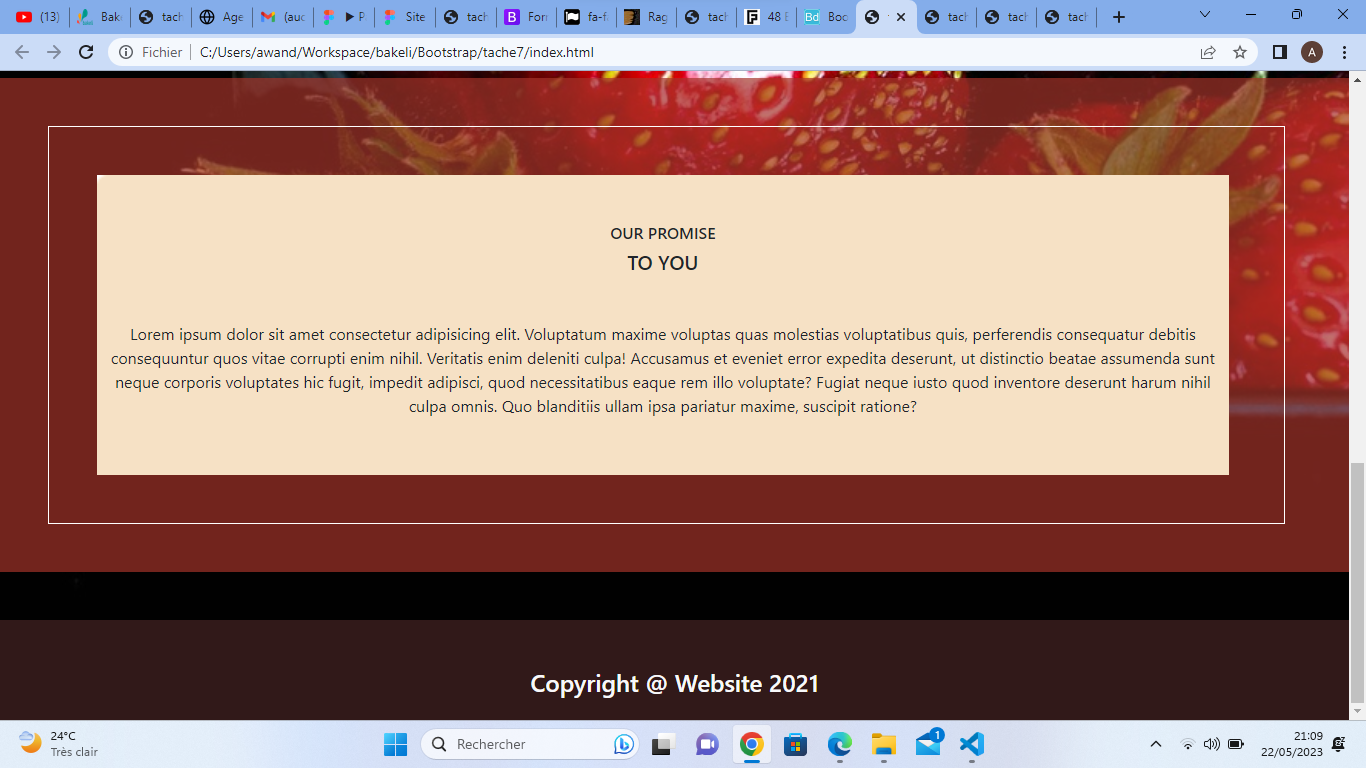 (13)
Bake
tach
Age
(auc
P
Site
tach
Forr
fa-fa
Rag
tach
48 E
Boo
tach
tach
tach
Fichier
C:/Users/awand/Workspace/bakeli/Bootstrap/tache7/index.html
A
OUR PROMISE
TO YOU
Lorem ipsum dolor sit amet consectetur adipisicing elit. Voluptatum maxime voluptas quas molestias voluptatibus quis, perferendis consequatur debitis
consequuntur quos vitae corrupti enim nihil. Veritatis enim deleniti culpa! Accusamus et eveniet error expedita deserunt, ut distinctio beatae assumenda sunt
neque corporis voluptates hic fugit, impedit adipisci, quod necessitatibus eaque rem illo voluptate? Fugiat neque iusto quod inventore deserunt harum nihil
culpa omnis. Quo blanditiis ullam ipsa pariatur maxime, suscipit ratione?
Copyright @ Website 2021
24°C
Très clair
Rechercher
1
21:09
22/05/2023